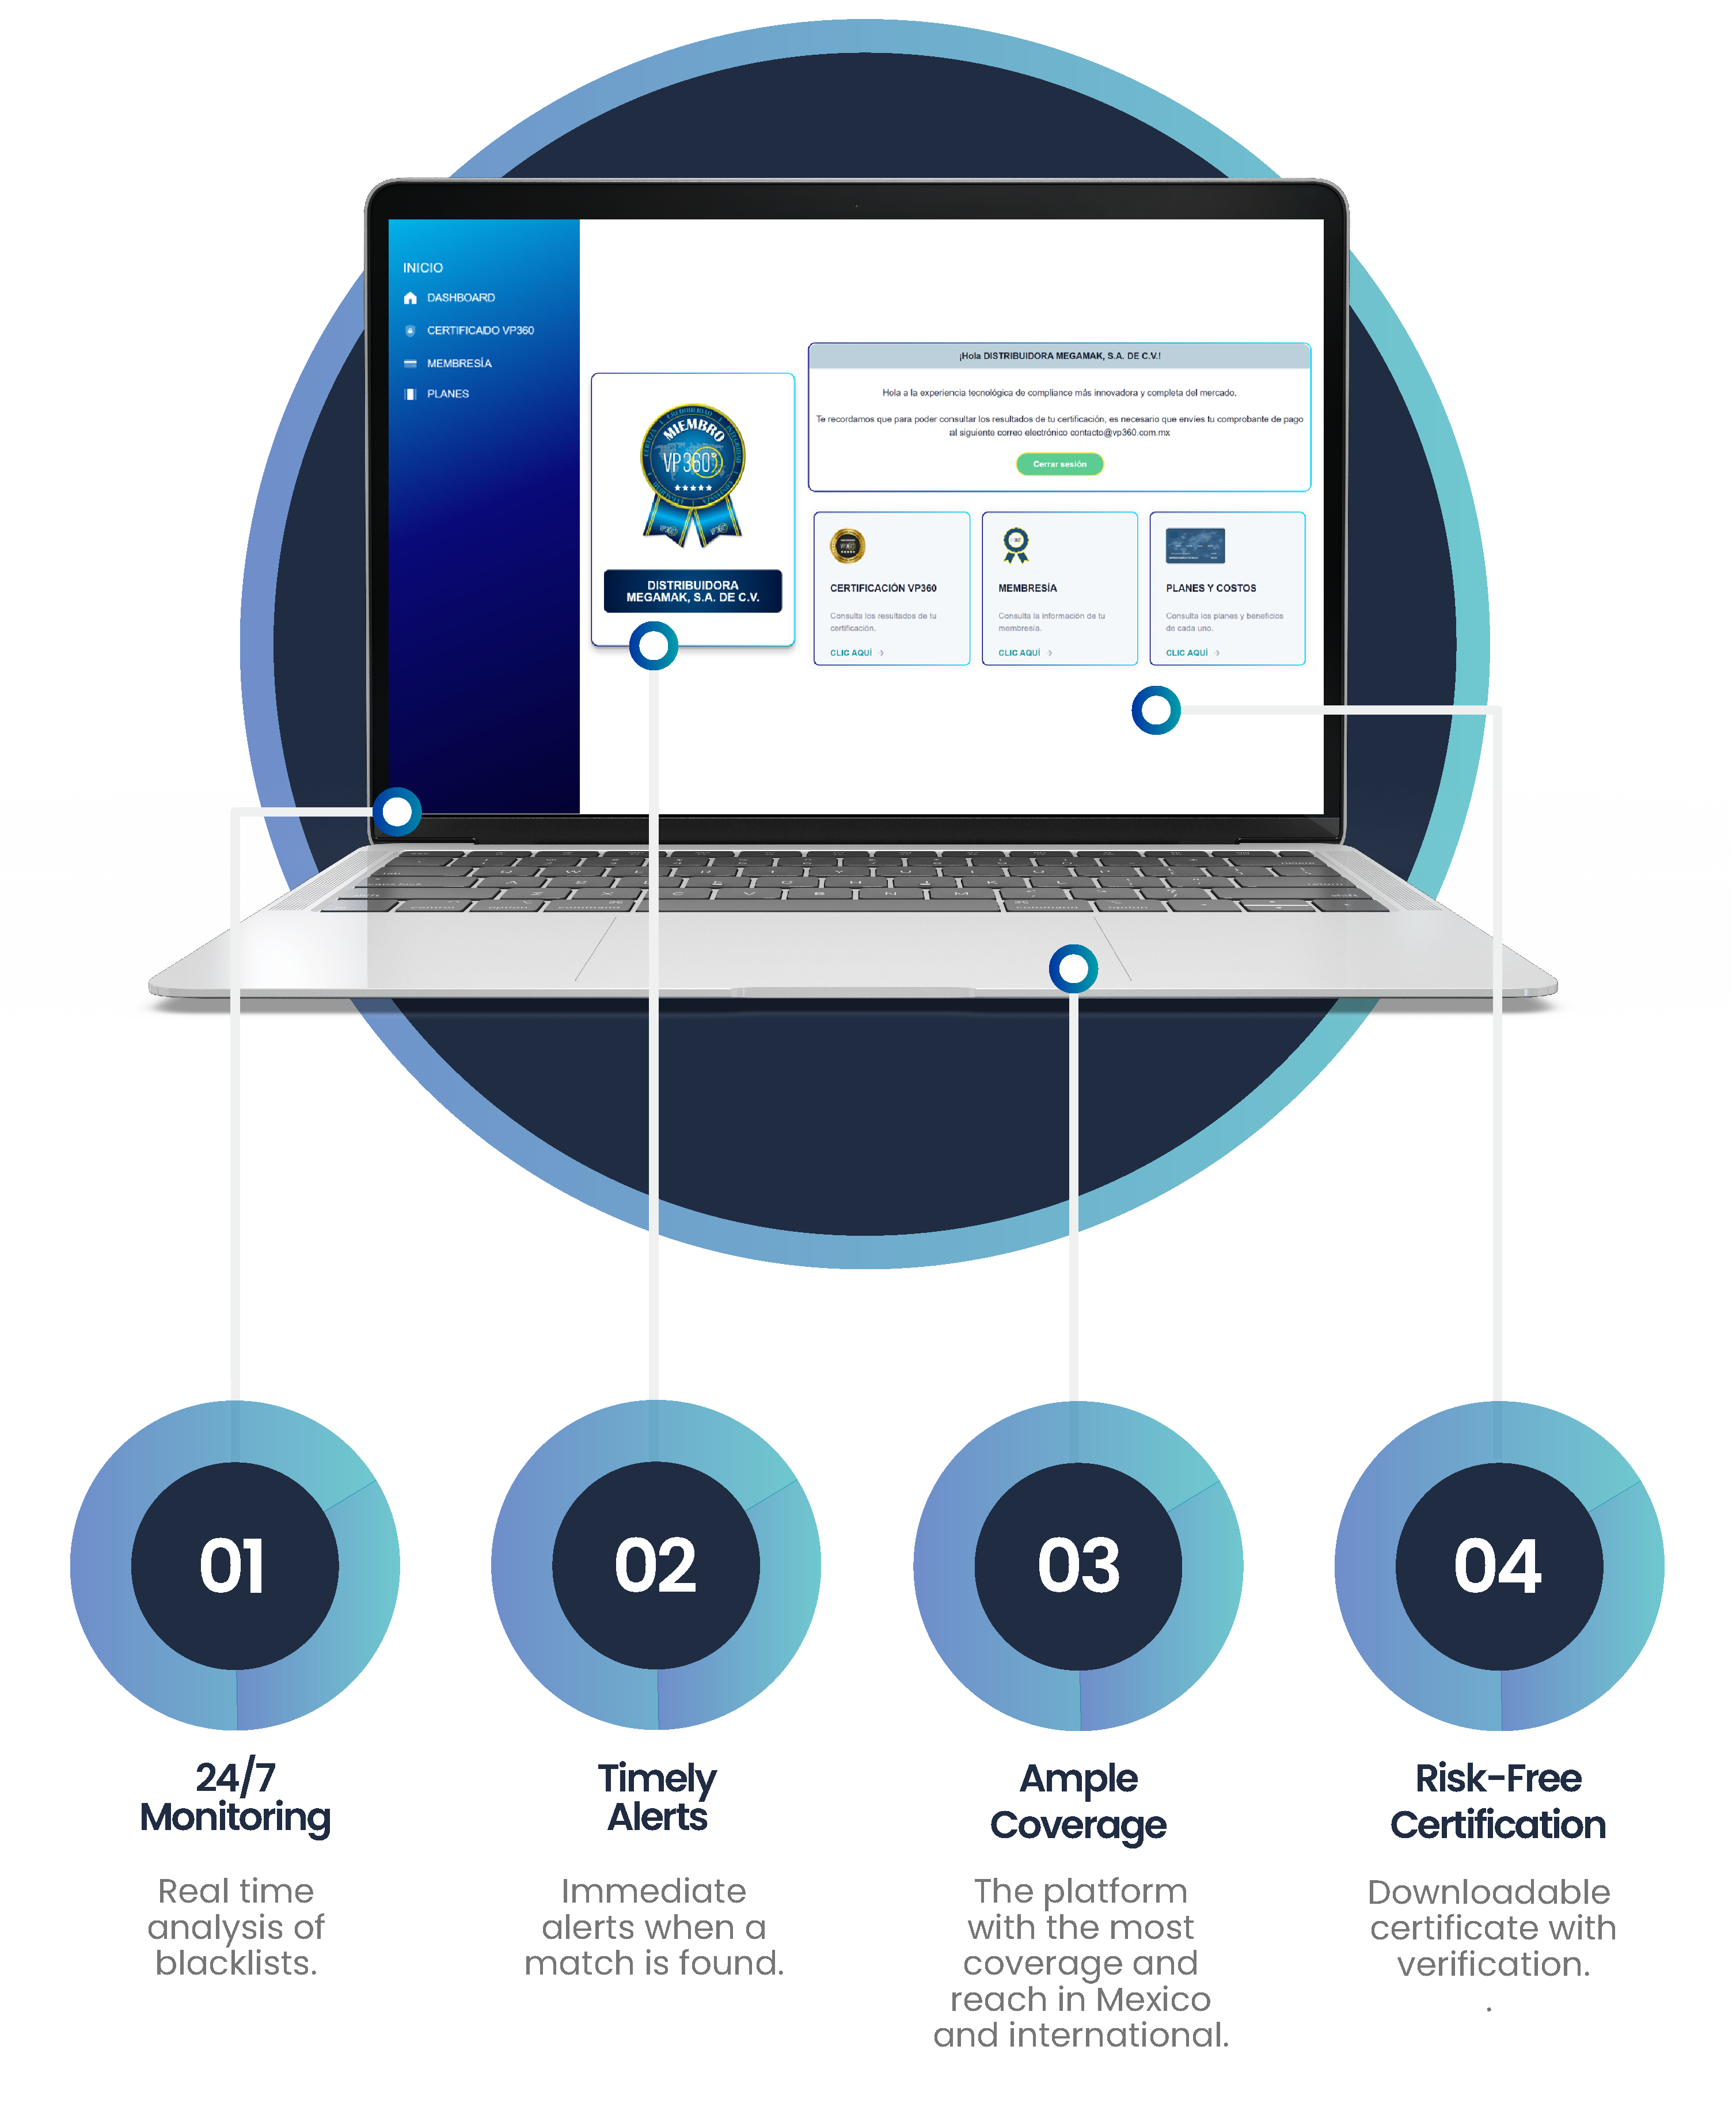 INICIO
DASHBOARD
CERTIFICADO VP360
MEMBRESÍA
PLANES
MIEMBRO
VP360°
DISTRIBUIDORA
MEGAMAK, S.A. DE C.V.
¡Hola DISTRIBUIDORA MEGAMAK, S.A. DE C.V.!
Hola a la experiencia tecnológica de compliance más innovadora y completa del mercado.
Te recordamos que para poder consultar los resultados de tu certificación, es necesario que envíes tu comprobante de pago
al siguiente correo electrónico contacto@vp360.com.mx
Cerrar sesión
CERTIFICACIÓN VP360
Consulta los resultados de tu
certificación.
CLIC AQUÍ
MEMBRESÍA
Consulta la información de tu
membresía.
CLIC AQUÍ
PLANES Y COSTOS
Consulta los planes y beneficios
de cada uno.
CLIC AQUÍ
01
24/7
Monitoring
Real time
analysis of
blacklists.
02
Timely
Alerts
Immediate
alerts when a
match is found.
03
Ample
Coverage
The platform
with the most
coverage and
reach in Mexico
and international.
04
Risk-Free
Certification
Downloadable
certificate with
verification.
.